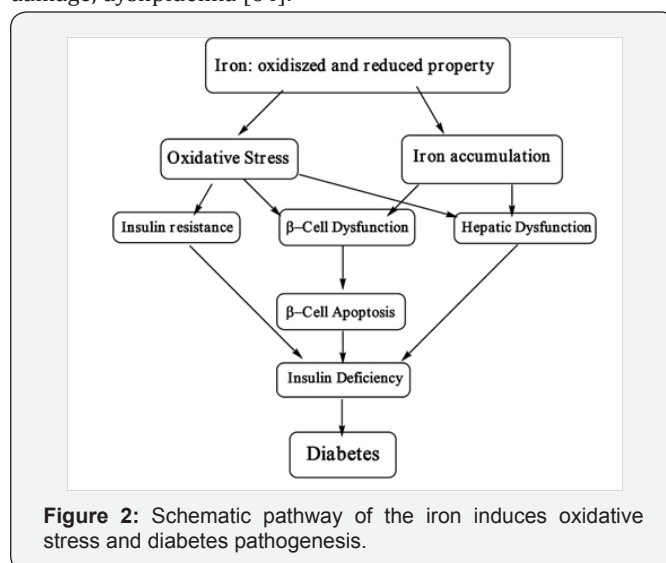 Iron: oxidiszed and reduced property
Oxidative Stress
Iron accumulation
Insulin resistance
β–Cell Dysfunction
Hepatic Dysfunction
β–Cell Apoptosis
Insulin Deficiency
Diabetes
Figure 2: Schematic pathway of the iron induces oxidative
stress and diabetes pathogenesis.